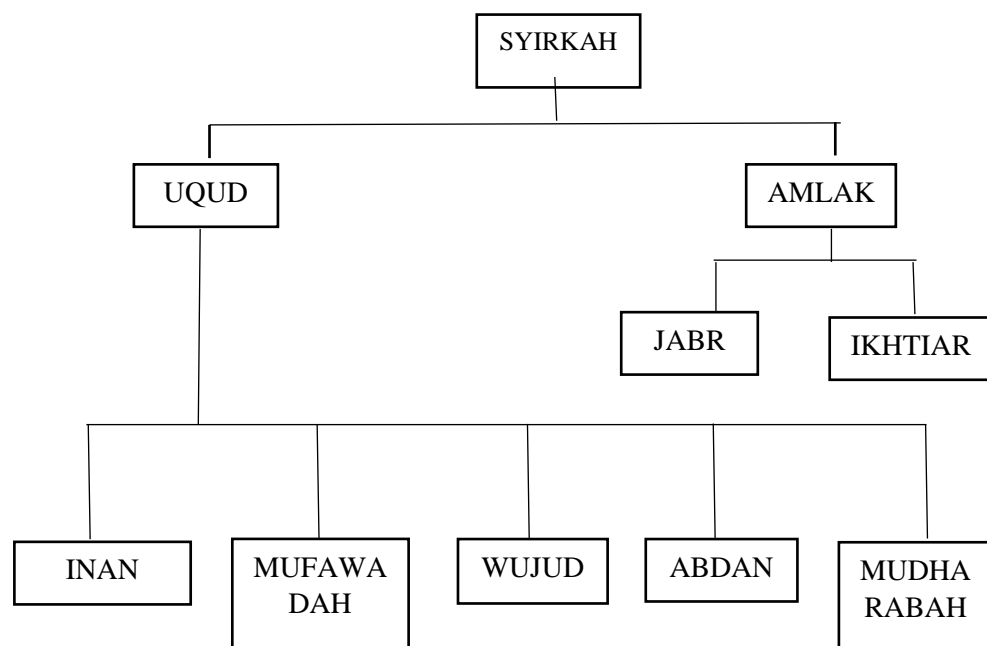 SYIRKAH
UQUD
AMLAK
JABR
IKHTIAR
INAN
MUFAWA
DAH
WUJUD
ABDAN
MUDHA
RABAH